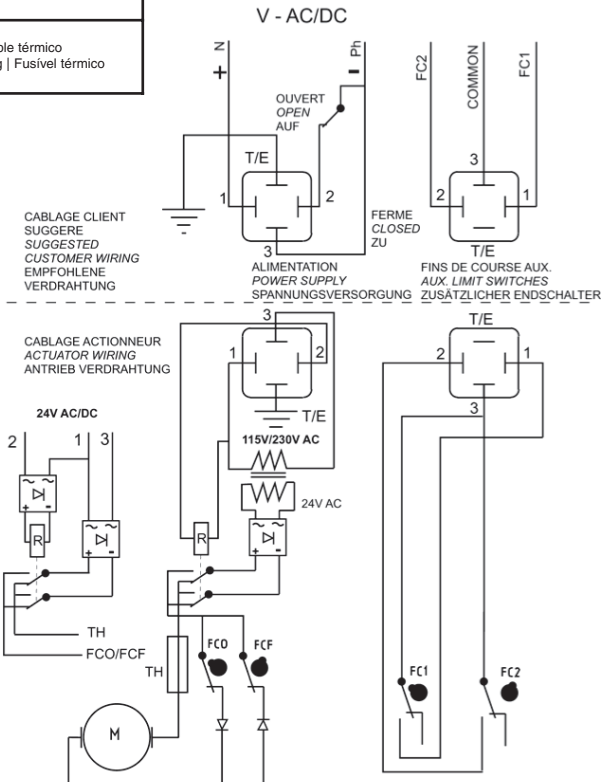 térmico
| Fusível térmico
V - AC/DC
N
+
Ph
-
OUVERT
OPEN
AUF
T/E
1
2
3
FERME
CLOSED
ZU
CABLAGE CLIENT
SUGGERE
SUGGESTED
CUSTOMER WIRING
EMPFOHLENE
VERDRAHTUNG
ALIMENTATION
POWER SUPPLY
SPANNUNGSVERSORGUNG
FC2
COMMON
FC1
3
2
1
T/E
FINS DE COURSE AUX.
AUX. LIMIT SWITCHES
ZUSÄTZLICHER ENDSCHALTER
CABLAGE ACTIONNEUR
ACTUATOR WIRING
ANTRIEB VERDRAHTUNG
3
1
2
T/E
115V/230V AC
24V AC
~ ~
+ -
R
TH
FCO
FCF
M
24V AC/DC
2
1
3
~ ~
+ -
R
~ ~
+ -
TH
FCO/FCF
T/E
2
1
3
FC1
FC2